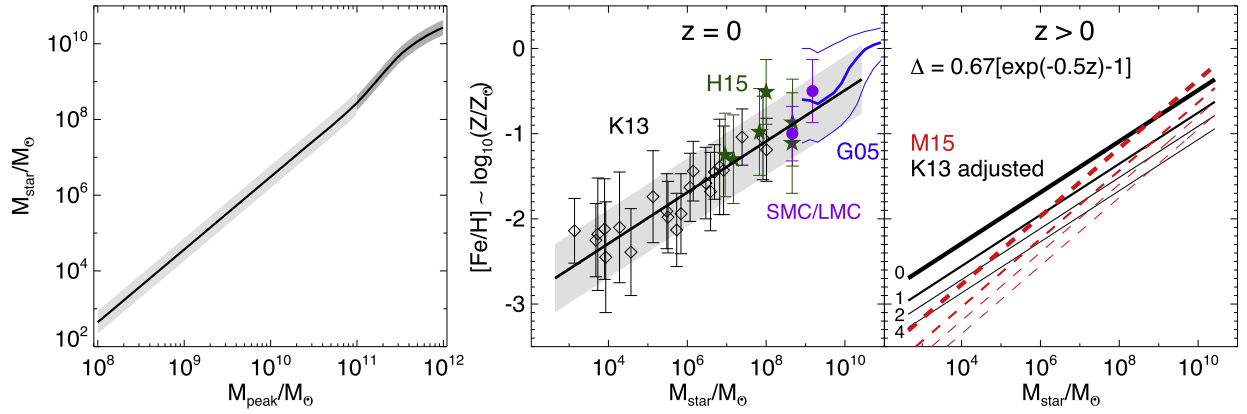 M_star/M_⊙
10^10
10^8
10^6
10^4
10^2
10^8 10^9 10^10 10^11 10^12
M_peak/M_⊙
[Fe/H] ~ log_10(Z/Z_⊙)
0
-1
-2
-3
z = 0
H15
K13
G05
SMC/LMC
10^4 10^6 10^8 10^10
M_star/M_⊙
z > 0
Δ = 0.67[exp(-0.5z)-1]
M15
K13 adjusted
0
1
2
4
10^4 10^6 10^8 10^10
M_star/M_⊙